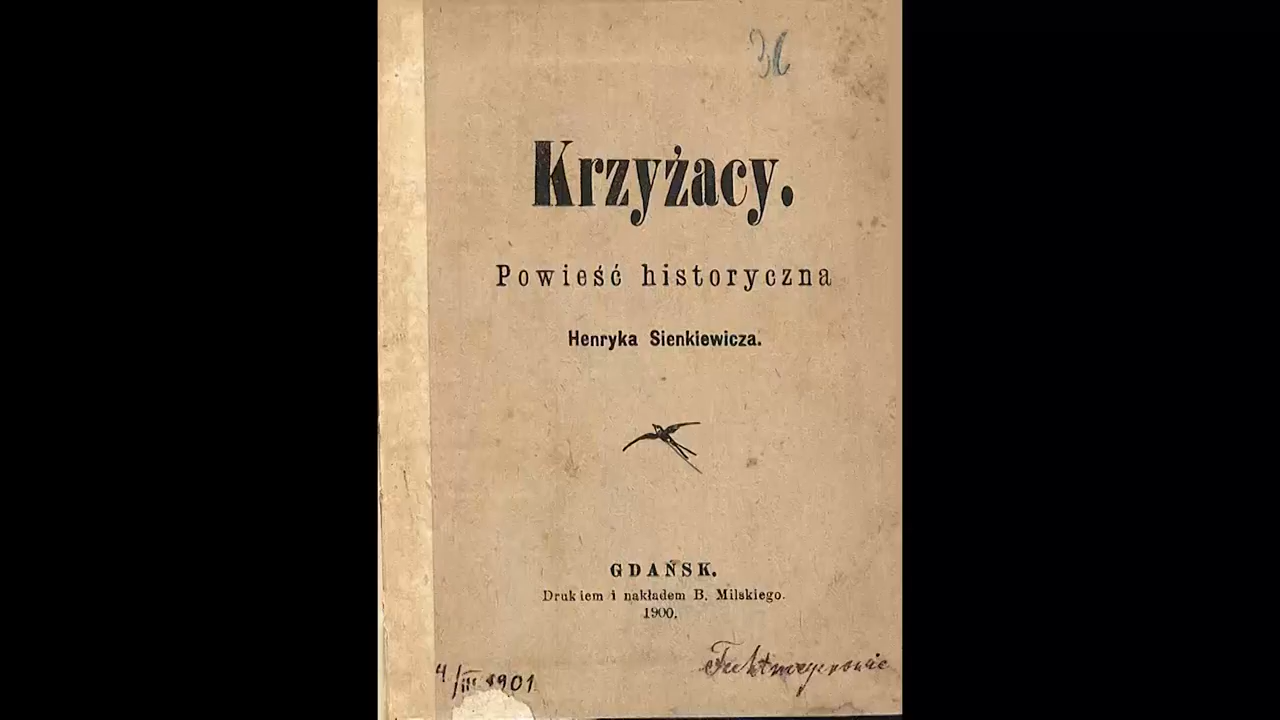 36
Krzyżacy.
Powieść historyczna
Henryka Sienkiewicza.
GDAŃSK.
Drukiem i nakładem B. Milskiego.
1900.
4/III 1901